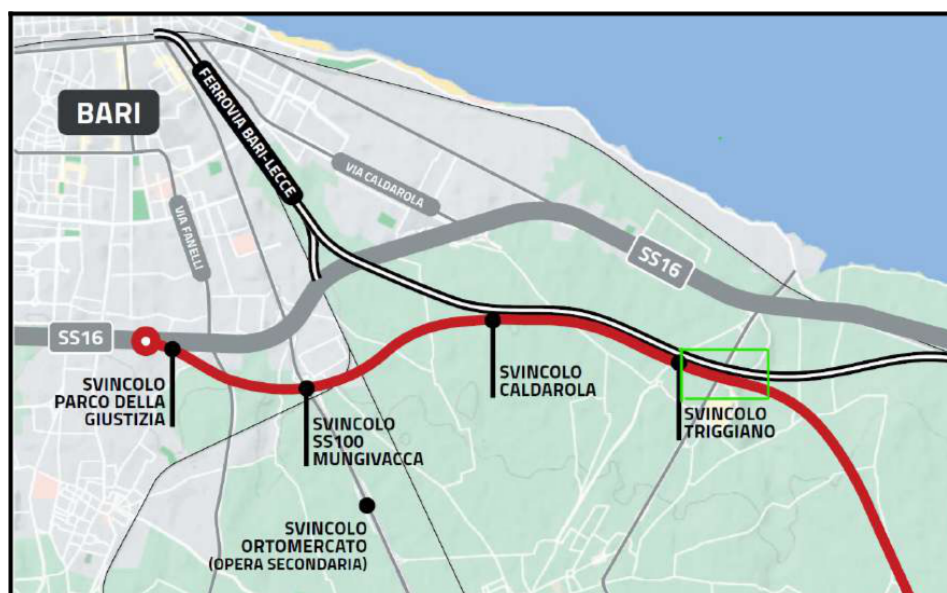 BARI
FERROVIA BARI-LECCE
VIA CALDAROLA
VIA FANELLI
SS16
SS16
SVINCOLO
PARCO DELLA
GIUSTIZIA
SVINCOLO
SS100
MUNGIVACCA
SVINCOLO
CALDAROLA
SVINCOLO
TRIGGIANO
SVINCOLO
ORTOMERCATO
(OPERA SECONDARIA)